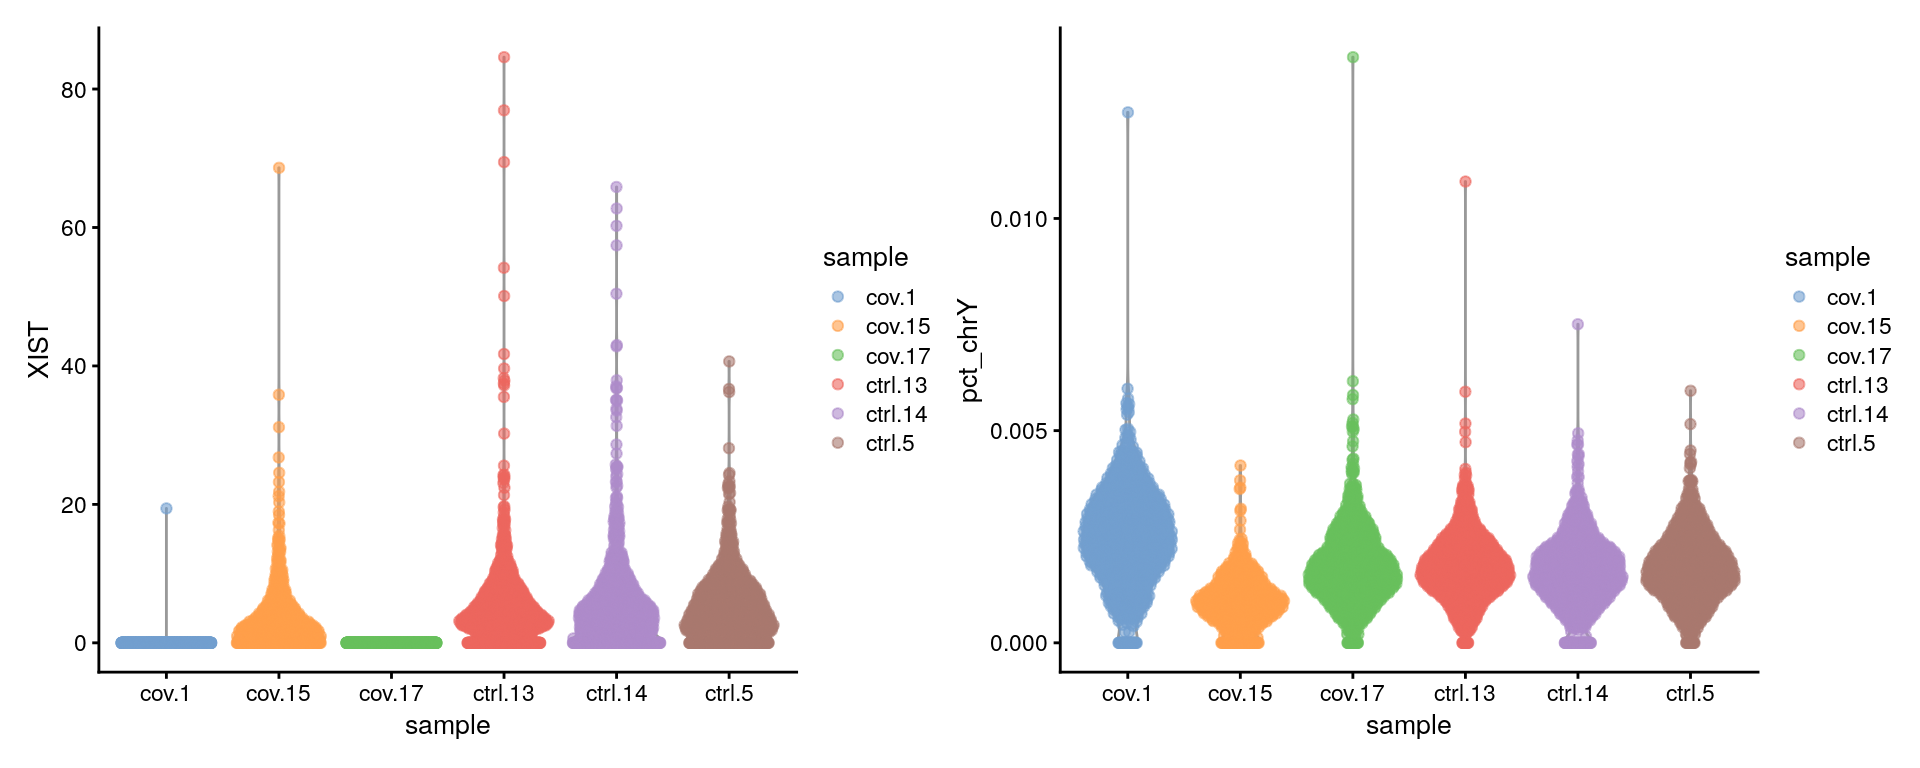 XIST
80
60
40
20
0
cov.1 cov.15 cov.17 ctrl.13 ctrl.14 ctrl.5
sample
sample
cov.1
cov.15
cov.17
ctrl.13
ctrl.14
ctrl.5
pct_chrY
0.010
0.005
0.000
cov.1 cov.15 cov.17 ctrl.13 ctrl.14 ctrl.5
sample
sample
cov.1
cov.15
cov.17
ctrl.13
ctrl.14
ctrl.5